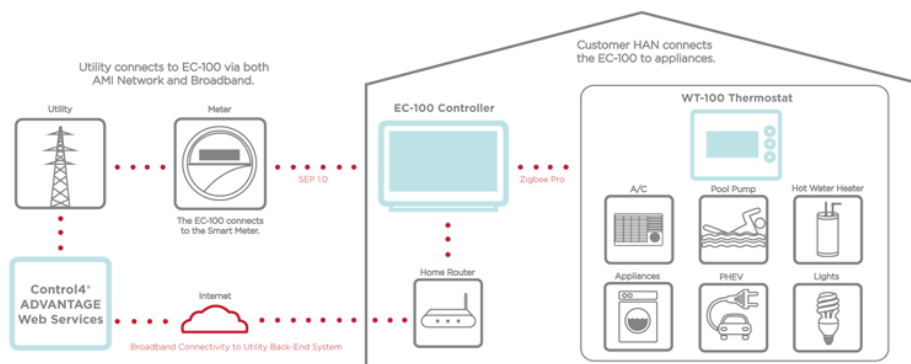 Utility connects to EC-100 via both
AMI Network and Broadband.
Customer HAN connects
the EC-100 to appliances.
Utility
Meter
EC-100 Controller
WT-100 Thermostat
SEP 1.0
Zigbee Pro
The EC-100 connects
to the Smart Meter.
A/C
Pool Pump
Hot Water Heater
Control4®
ADVANTAGE
Web Services
Internet
Home Router
Appliances
PHEV
Lights
Broadband Connectivity to Utility Back-End System